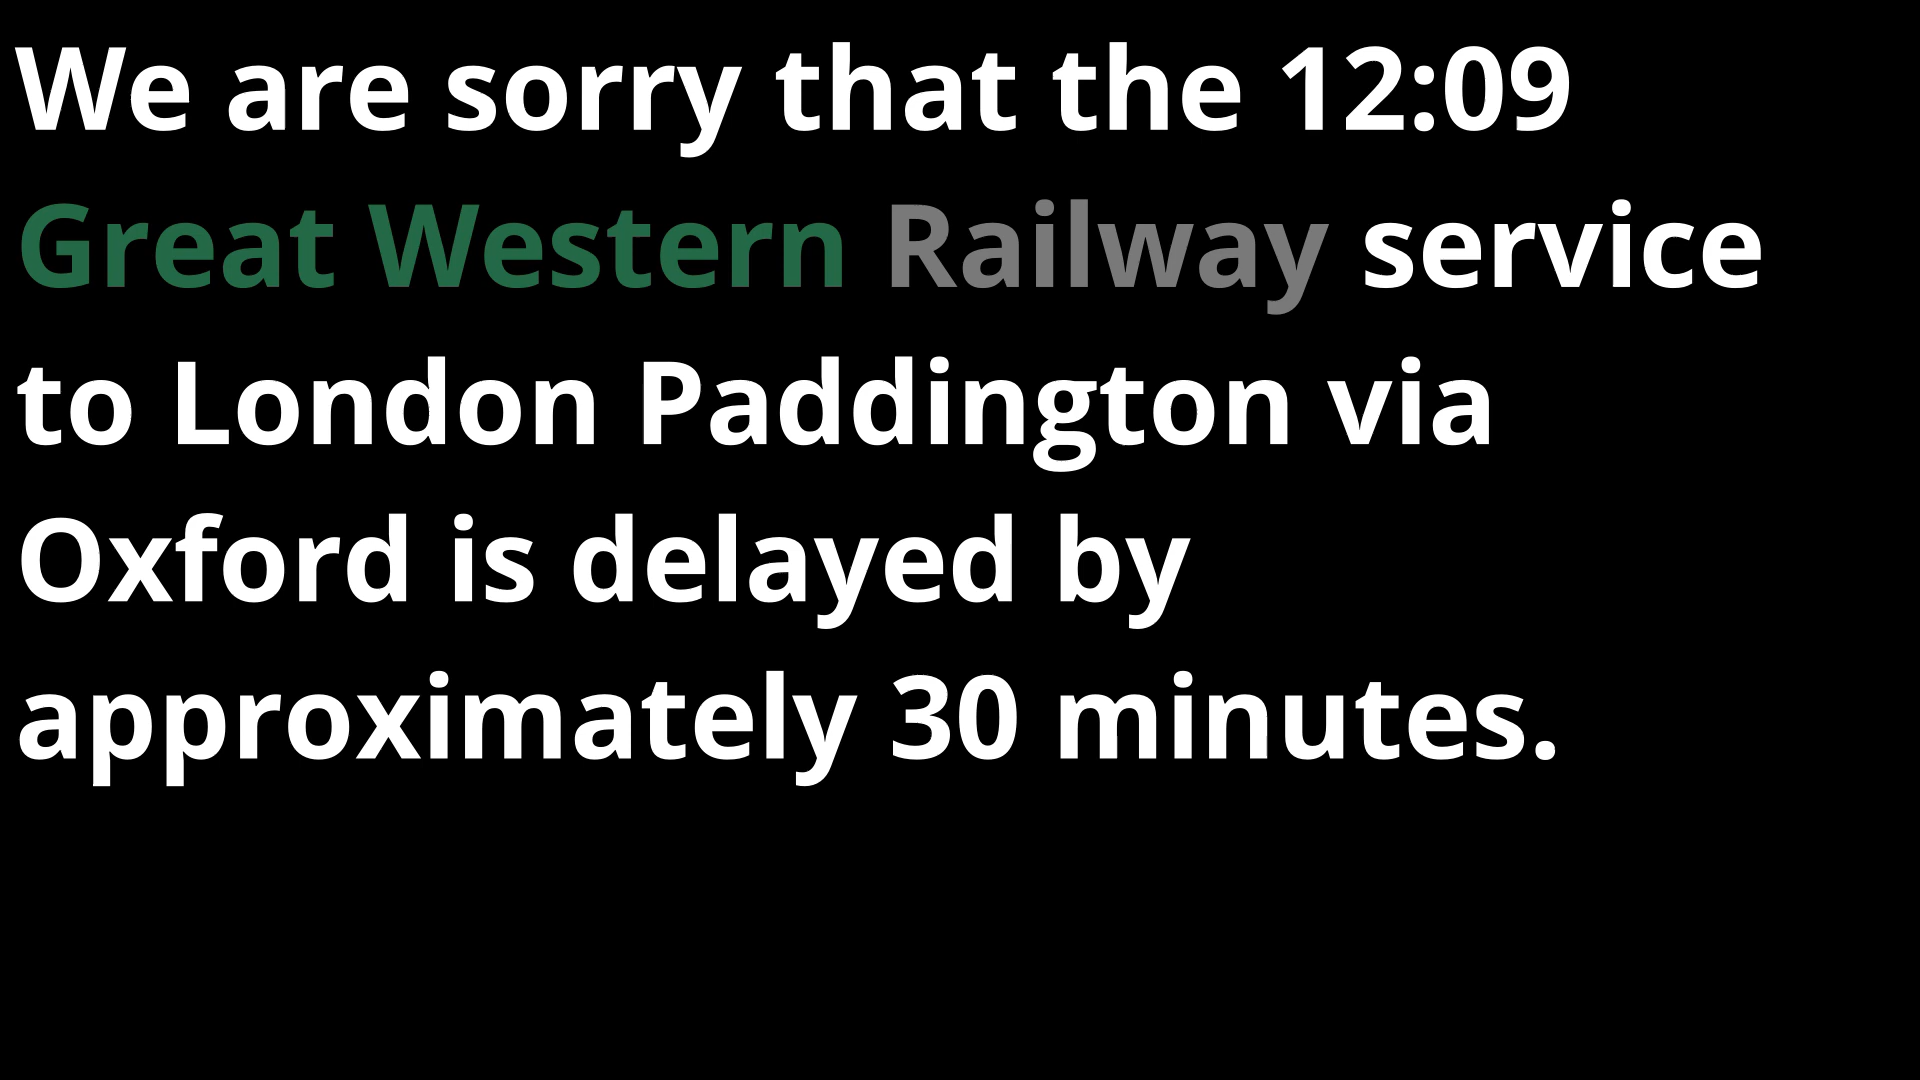 We are sorry that the 12:09
Great Western Railway service
to London Paddington via
Oxford is delayed by
approximately 30 minutes.